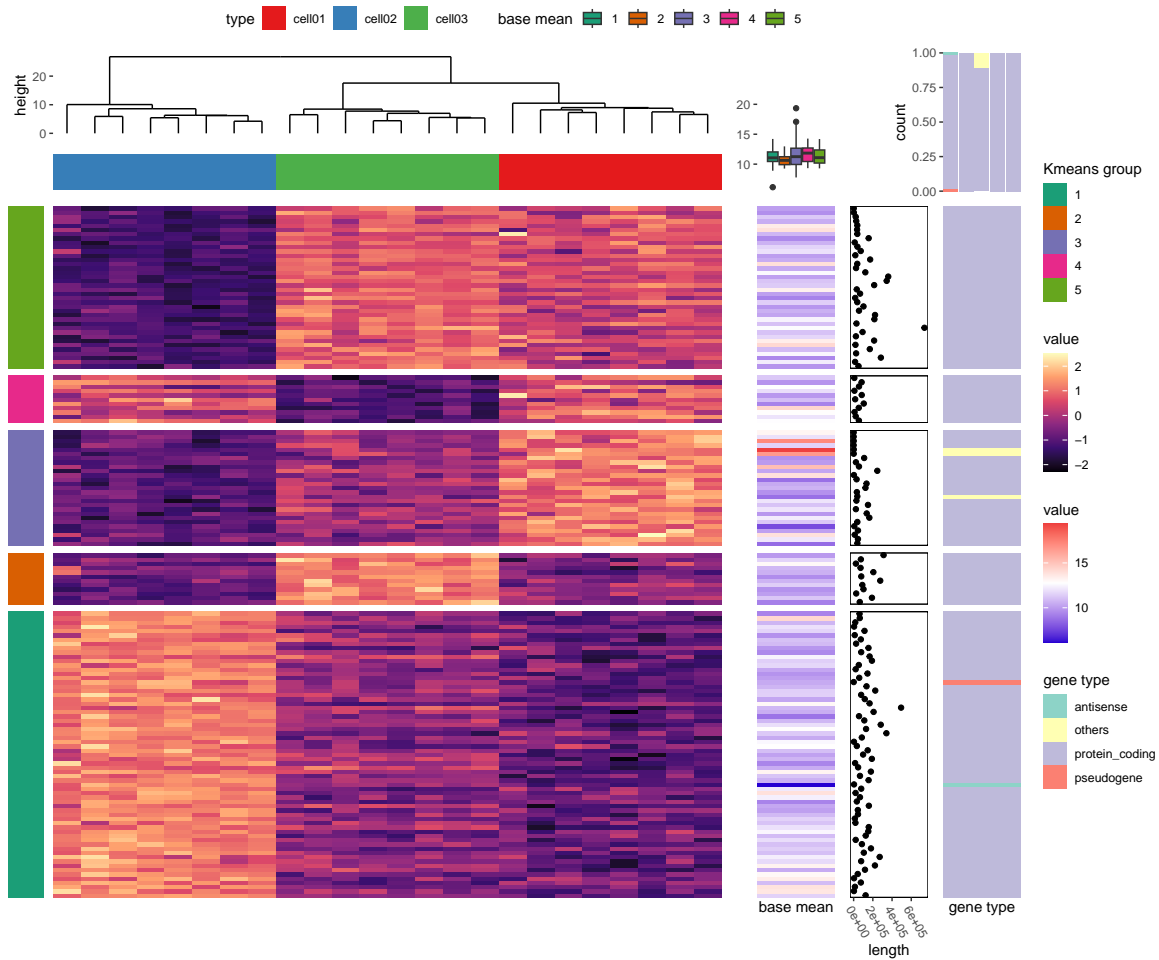 type cell01 cell02 cell03 base mean 1 2 3 4 5
height
20
10
0
20
15
10
count
1.00
0.75
0.50
0.25
0.00
Kmeans group
1
2
3
4
5
value
2
1
0
−1
−2
value
15
10
gene type
antisense
others
protein_coding
pseudogene
base mean
0e+00 2e+05 4e+05 6e+05
length
gene type